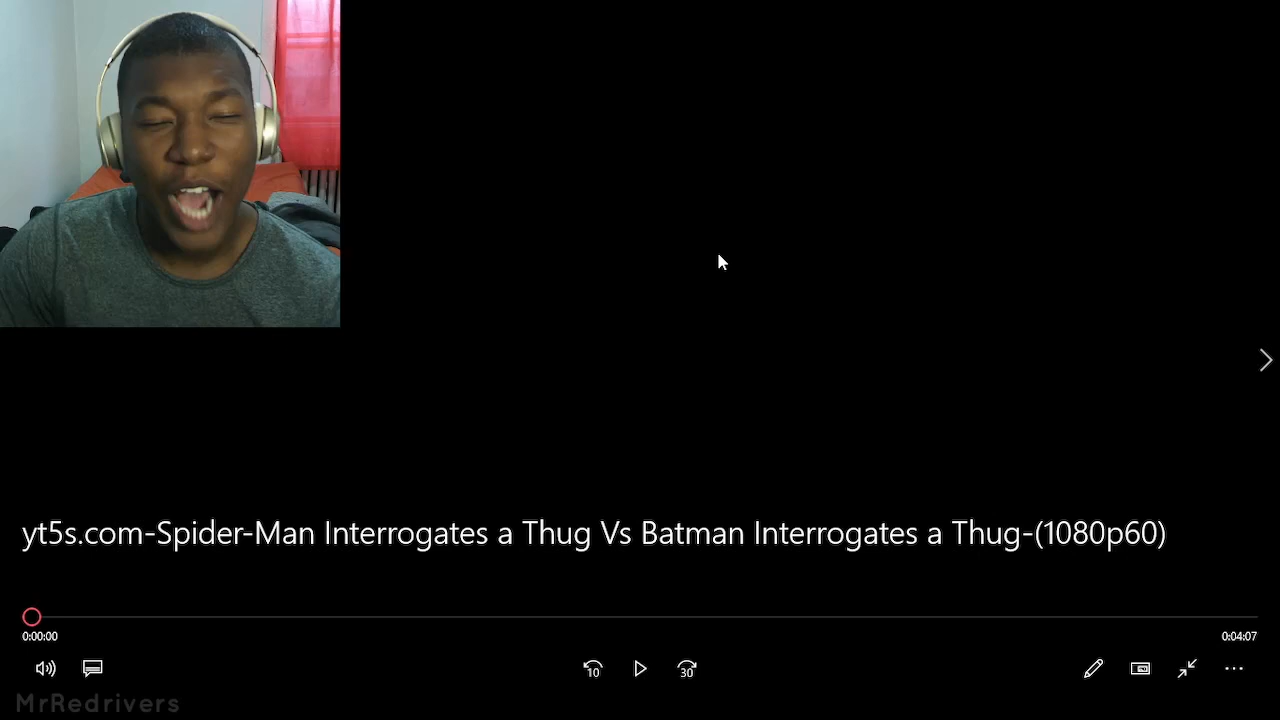 yt5s.com-Spider-Man Interrogates a Thug Vs Batman Interrogates a Thug-(1080p60)
0:00:00
0:04:07
10
30
MrRedrivers